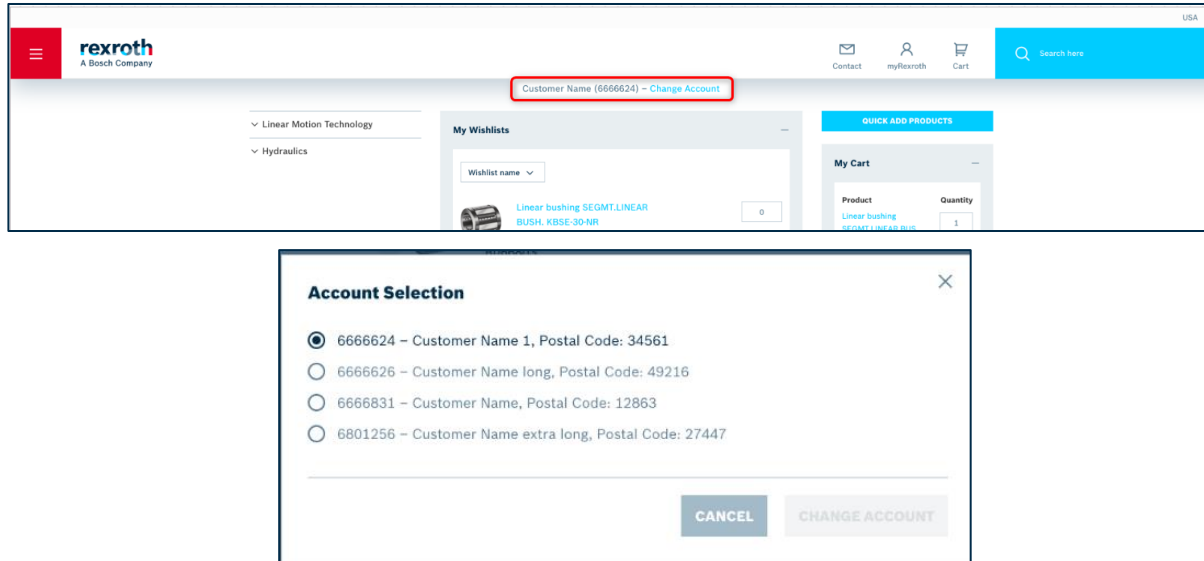 USA
rexroth
A Bosch Company
Contact
myRexroth
Cart
Search here
Customer Name (6666624) – Change Account
Linear Motion Technology
Hydraulics
My Wishlists
Wishlist name
Linear bushing SEGMT.LINEAR
BUSH. KBSE-30-NR
0
QUICK ADD PRODUCTS
My Cart
Product Quantity
Linear bushing
SEGMT.LINEAR BUS
1
Account Selection
6666624 – Customer Name 1, Postal Code: 34561
6666626 – Customer Name long, Postal Code: 49216
6666831 – Customer Name, Postal Code: 12863
6801256 – Customer Name extra long, Postal Code: 27447
CANCEL
CHANGE ACCOUNT